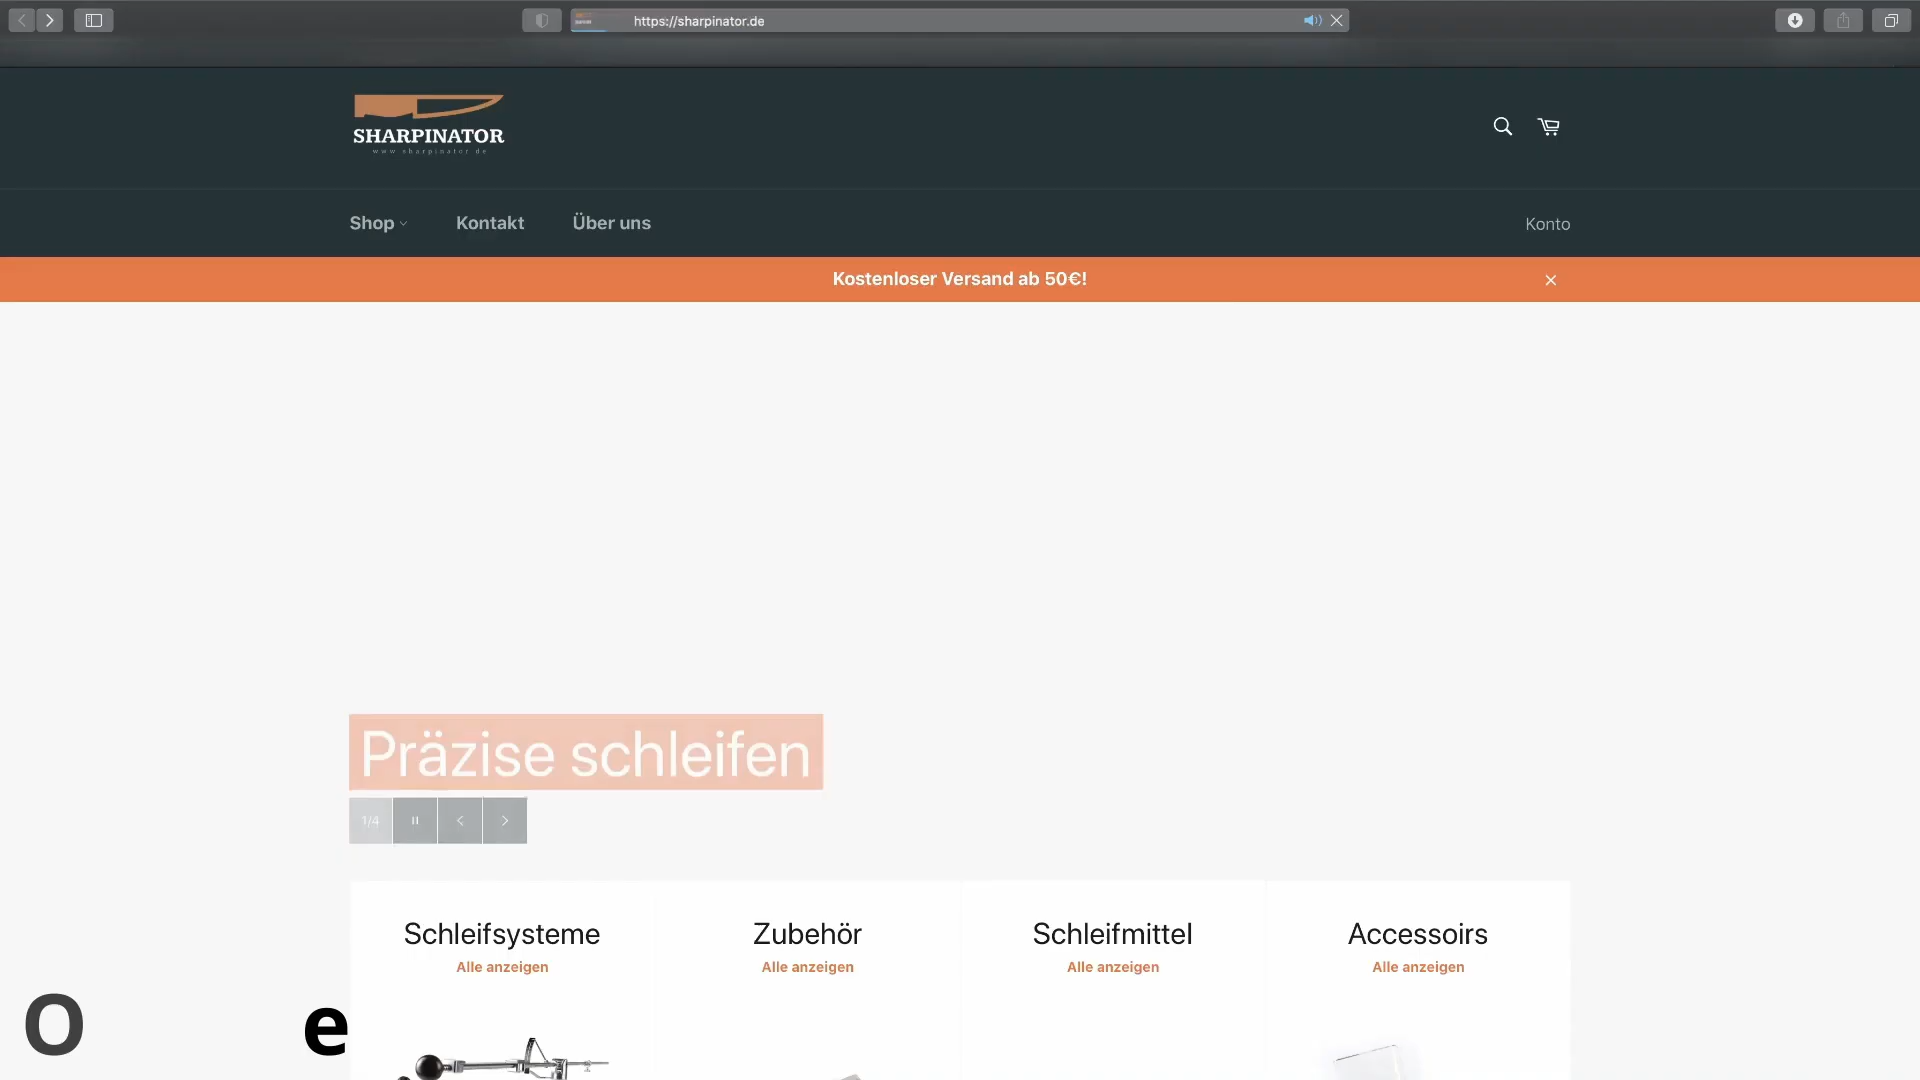 https://sharpinator.de
SHARPINATOR
www sharpinator de
Shop
Kontakt
Über uns
Konto
Kostenloser Versand ab 50€!
Präzise schleifen
1/4
Schleifsysteme
Zubehör
Schleifmittel
Accessoirs
Alle anzeigen
Alle anzeigen
Alle anzeigen
Alle anzeigen
O e